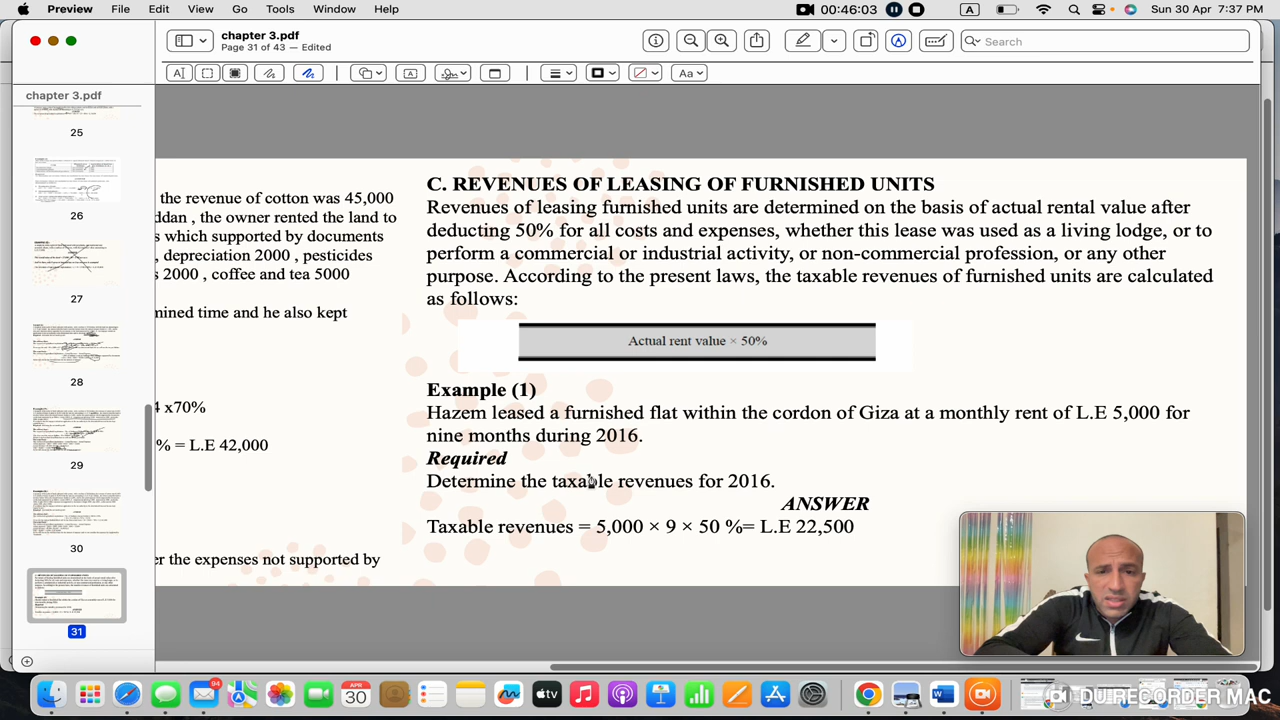 Preview File Edit View Go Tools Window Help
00:46:03 A Sun 30 Apr 7:37 PM
chapter 3.pdf
Page 31 of 43 — Edited
Search
chapter 3.pdf
25
26
27
28
29
30
31
the revenue of cotton was 45,000
ddan , the owner rented the land to
s which supported by documents
, depreciation 2000 , pesticies
s 2000 , coffee and tea 5000
mined time and he also kept
4 x70%
% = L.E 42,000
er the expenses not supported by
C. REVENUES OF LEASING OF FURNISHED UNITS
Revenues of leasing furnished units are determined on the basis of actual rental value after
deducting 50% for all costs and expenses, whether this lease was used as a living lodge, or to
perform a commercial or industrial activity, or non-commercial profession, or any other
purpose. According to the present laws, the taxable revenues of furnished units are calculated
as follows:
Actual rent value × 50%
Example (1)
Hazem leased a furnished flat within the cordon of Giza at a monthly rent of L.E 5,000 for
nine months during 2016.
Required
Determine the taxable revenues for 2016.
ANSWER
Taxable revenues = 5,000 × 9 × 50 % = L.E 22,500
94
APR
30
tv
DU RECORDER MAC